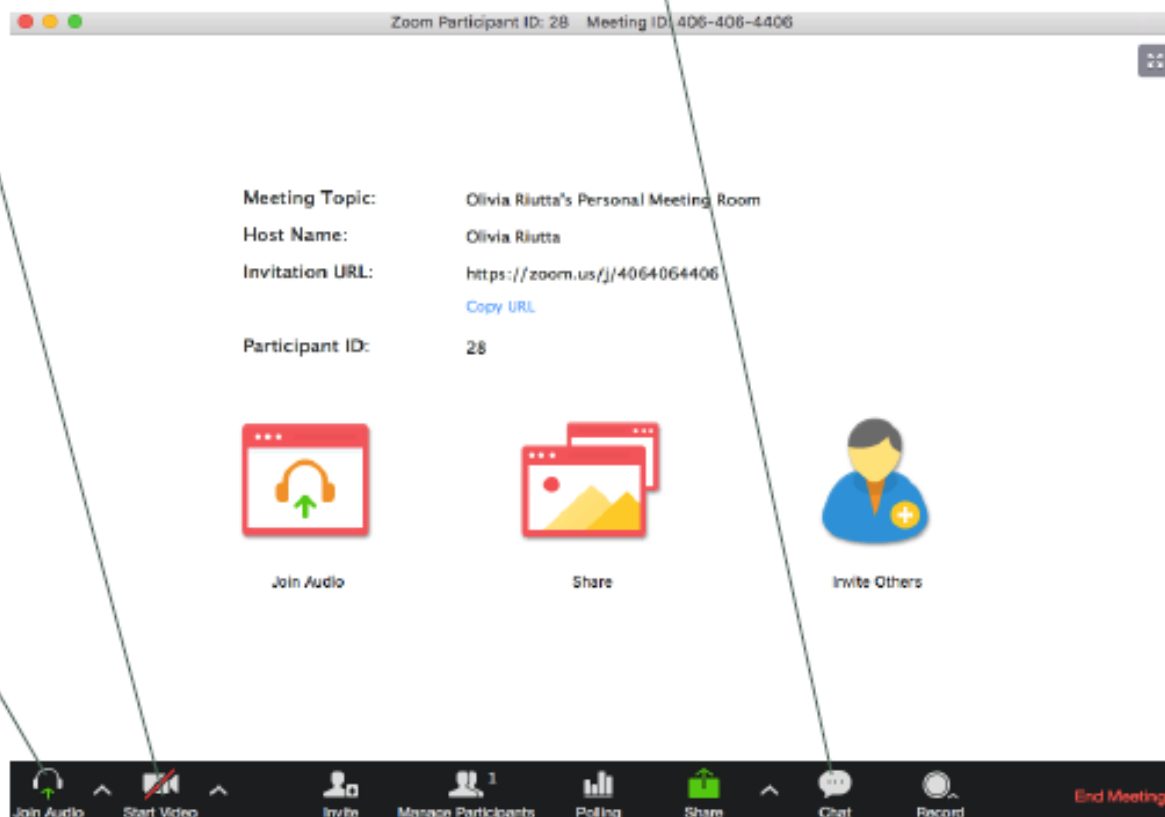 Zoom Participant ID: 28 Meeting ID: 406-406-4406
Meeting Topic: Olivia Riutta's Personal Meeting Room
Host Name: Olivia Riutta
Invitation URL: https://zoom.us/j/4064064406
Copy URL
Participant ID: 28
Join Audio Share Invite Others
1
Join Audio Start Video Invite Manage Participants Polling Share Chat Record End Meeting